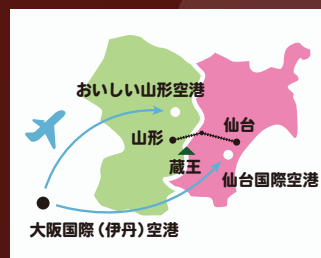 おいしい山形空港
仙台
山形
蔵王
仙台国際空港
大阪国際（伊丹）空港